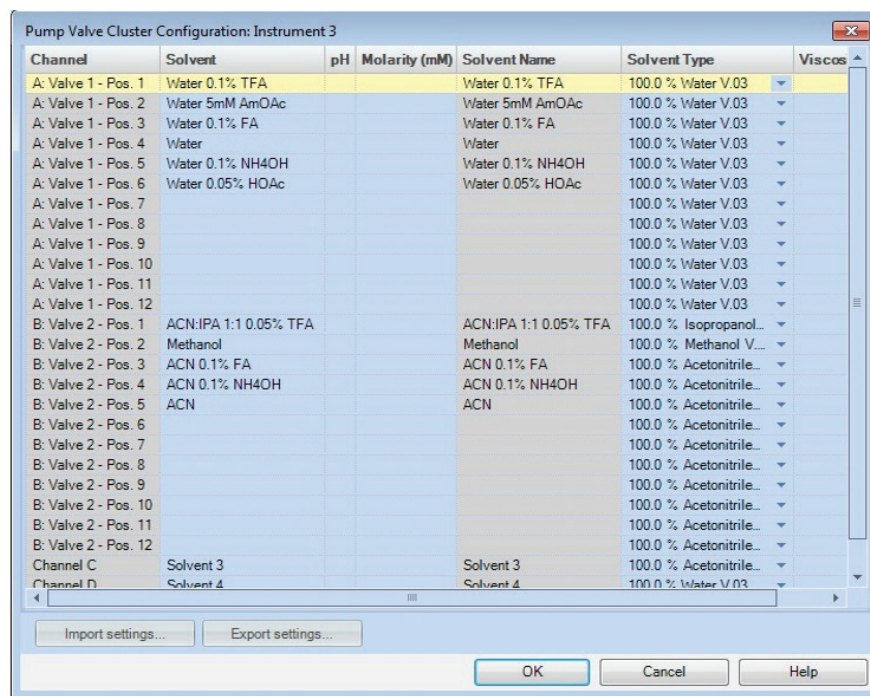 Pump Valve Cluster Configuration: Instrument 3
Channel Solvent pH Molarity (mM) Solvent Name Solvent Type Viscos
A: Valve 1 - Pos. 1 Water 0.1% TFA Water 0.1% TFA 100.0 % Water V.03
A: Valve 1 - Pos. 2 Water 5mM AmOAc Water 5mM AmOAc 100.0 % Water V.03
A: Valve 1 - Pos. 3 Water 0.1% FA Water 0.1% FA 100.0 % Water V.03
A: Valve 1 - Pos. 4 Water Water 100.0 % Water V.03
A: Valve 1 - Pos. 5 Water 0.1% NH4OH Water 0.1% NH4OH 100.0 % Water V.03
A: Valve 1 - Pos. 6 Water 0.05% HOAc Water 0.05% HOAc 100.0 % Water V.03
A: Valve 1 - Pos. 7 100.0 % Water V.03
A: Valve 1 - Pos. 8 100.0 % Water V.03
A: Valve 1 - Pos. 9 100.0 % Water V.03
A: Valve 1 - Pos. 10 100.0 % Water V.03
A: Valve 1 - Pos. 11 100.0 % Water V.03
A: Valve 1 - Pos. 12 100.0 % Water V.03
B: Valve 2 - Pos. 1 ACN:IPA 1:1 0.05% TFA ACN:IPA 1:1 0.05% TFA 100.0 % Isopropanol...
B: Valve 2 - Pos. 2 Methanol Methanol 100.0 % Methanol V....
B: Valve 2 - Pos. 3 ACN 0.1% FA ACN 0.1% FA 100.0 % Acetonitrile...
B: Valve 2 - Pos. 4 ACN 0.1% NH4OH ACN 0.1% NH4OH 100.0 % Acetonitrile...
B: Valve 2 - Pos. 5 ACN ACN 100.0 % Acetonitrile...
B: Valve 2 - Pos. 6 100.0 % Acetonitrile...
B: Valve 2 - Pos. 7 100.0 % Acetonitrile...
B: Valve 2 - Pos. 8 100.0 % Acetonitrile...
B: Valve 2 - Pos. 9 100.0 % Acetonitrile...
B: Valve 2 - Pos. 10 100.0 % Acetonitrile...
B: Valve 2 - Pos. 11 100.0 % Acetonitrile...
B: Valve 2 - Pos. 12 100.0 % Acetonitrile...
Channel C Solvent 3 Solvent 3 100.0 % Acetonitrile...
Channel D Solvent 4 Solvent 4 100.0 % Water V.03
Import settings... Export settings...
OK Cancel Help